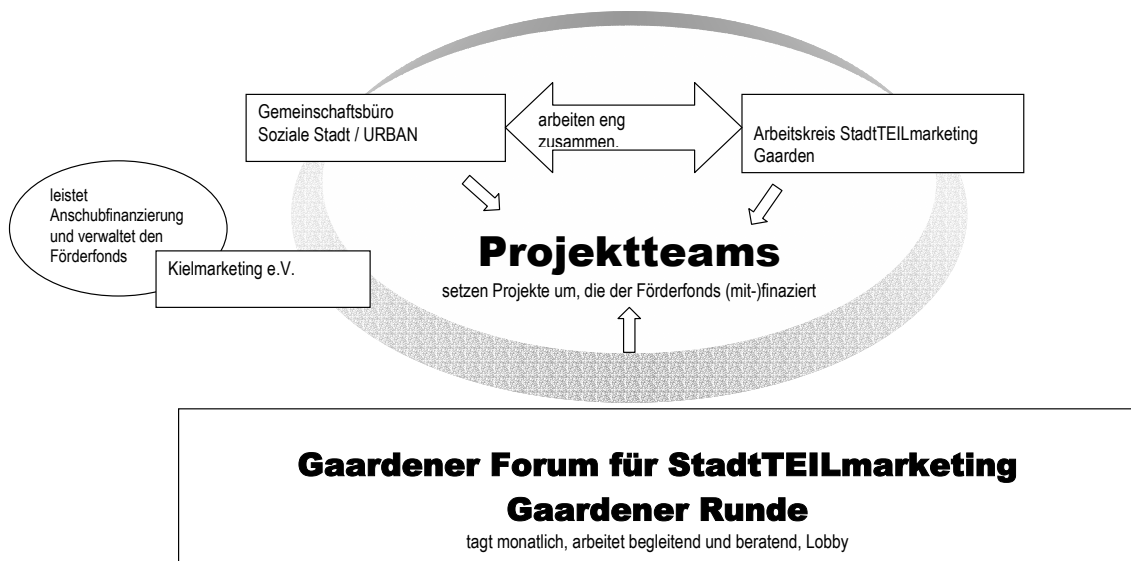 Gemeinschaftsbüro
Soziale Stadt / URBAN
arbeiten eng
zusammen.
Arbeitskreis StadtTEILmarketing
Gaarden
leistet
Anschubfinanzierung
und verwaltet den
Förderfonds
Kielmarketing e.V.
Projektteams
setzen Projekte um, die der Förderfonds (mit-)finaziert
Gaardener Forum für StadtTEILmarketing
Gaardener Runde
tagt monatlich, arbeitet begleitend und beratend, Lobby